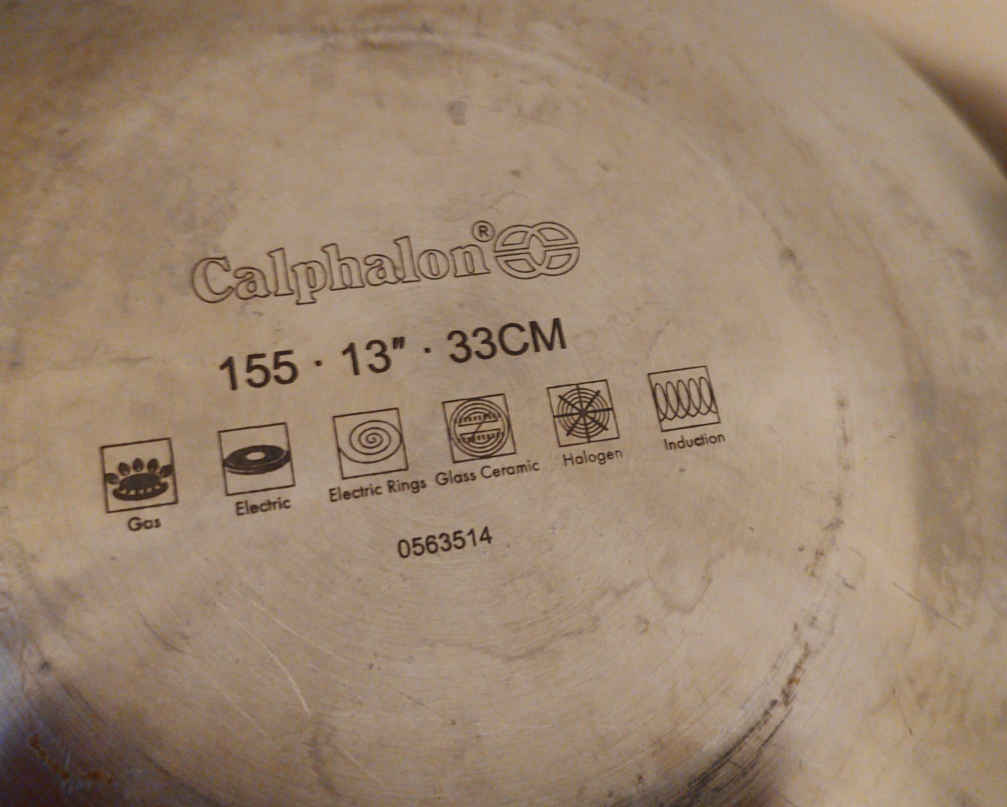 Calphalon®
155 · 13" · 33CM
Gas Electric Electric Rings Glass Ceramic Halogen Induction
0563514